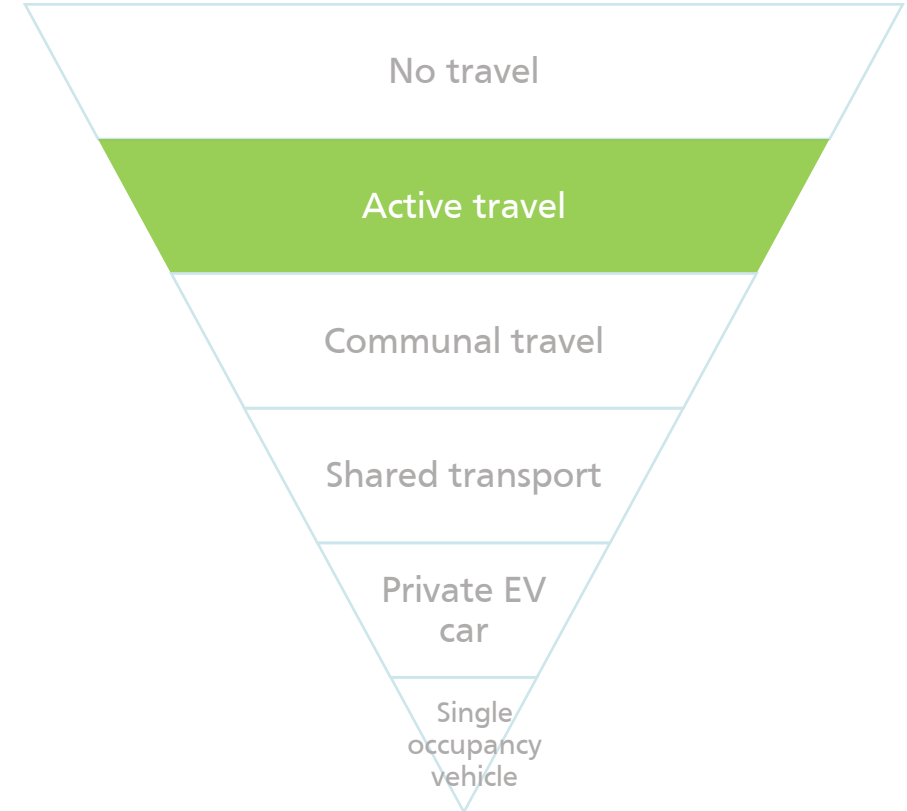 No travel
Active travel
Communal travel
Shared transport
Private EV
car
Single
occupancy
vehicle